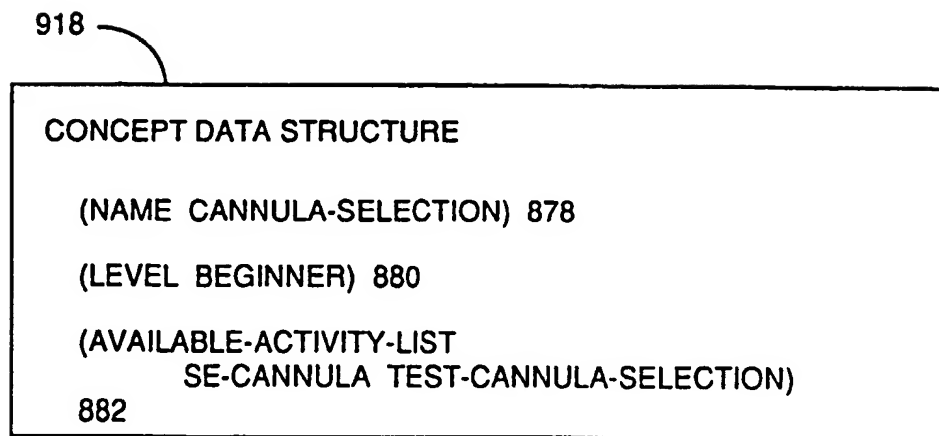 918
CONCEPT DATA STRUCTURE
(NAME CANNULA-SELECTION) 878
(LEVEL BEGINNER) 880
(AVAILABLE-ACTIVITY-LIST
SE-CANNULA TEST-CANNULA-SELECTION)
882